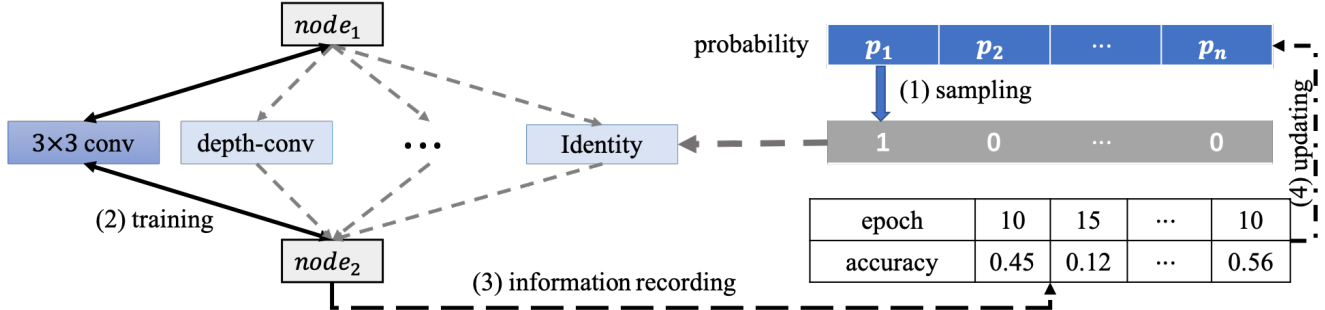 node₁
probability p₁ p₂ ... pₙ
(1) sampling
3×3 conv depth-conv ... Identity
1 0 ... 0
(2) training
(4) updating
epoch 10 15 ... 10
accuracy 0.45 0.12 ... 0.56
node₂
(3) information recording